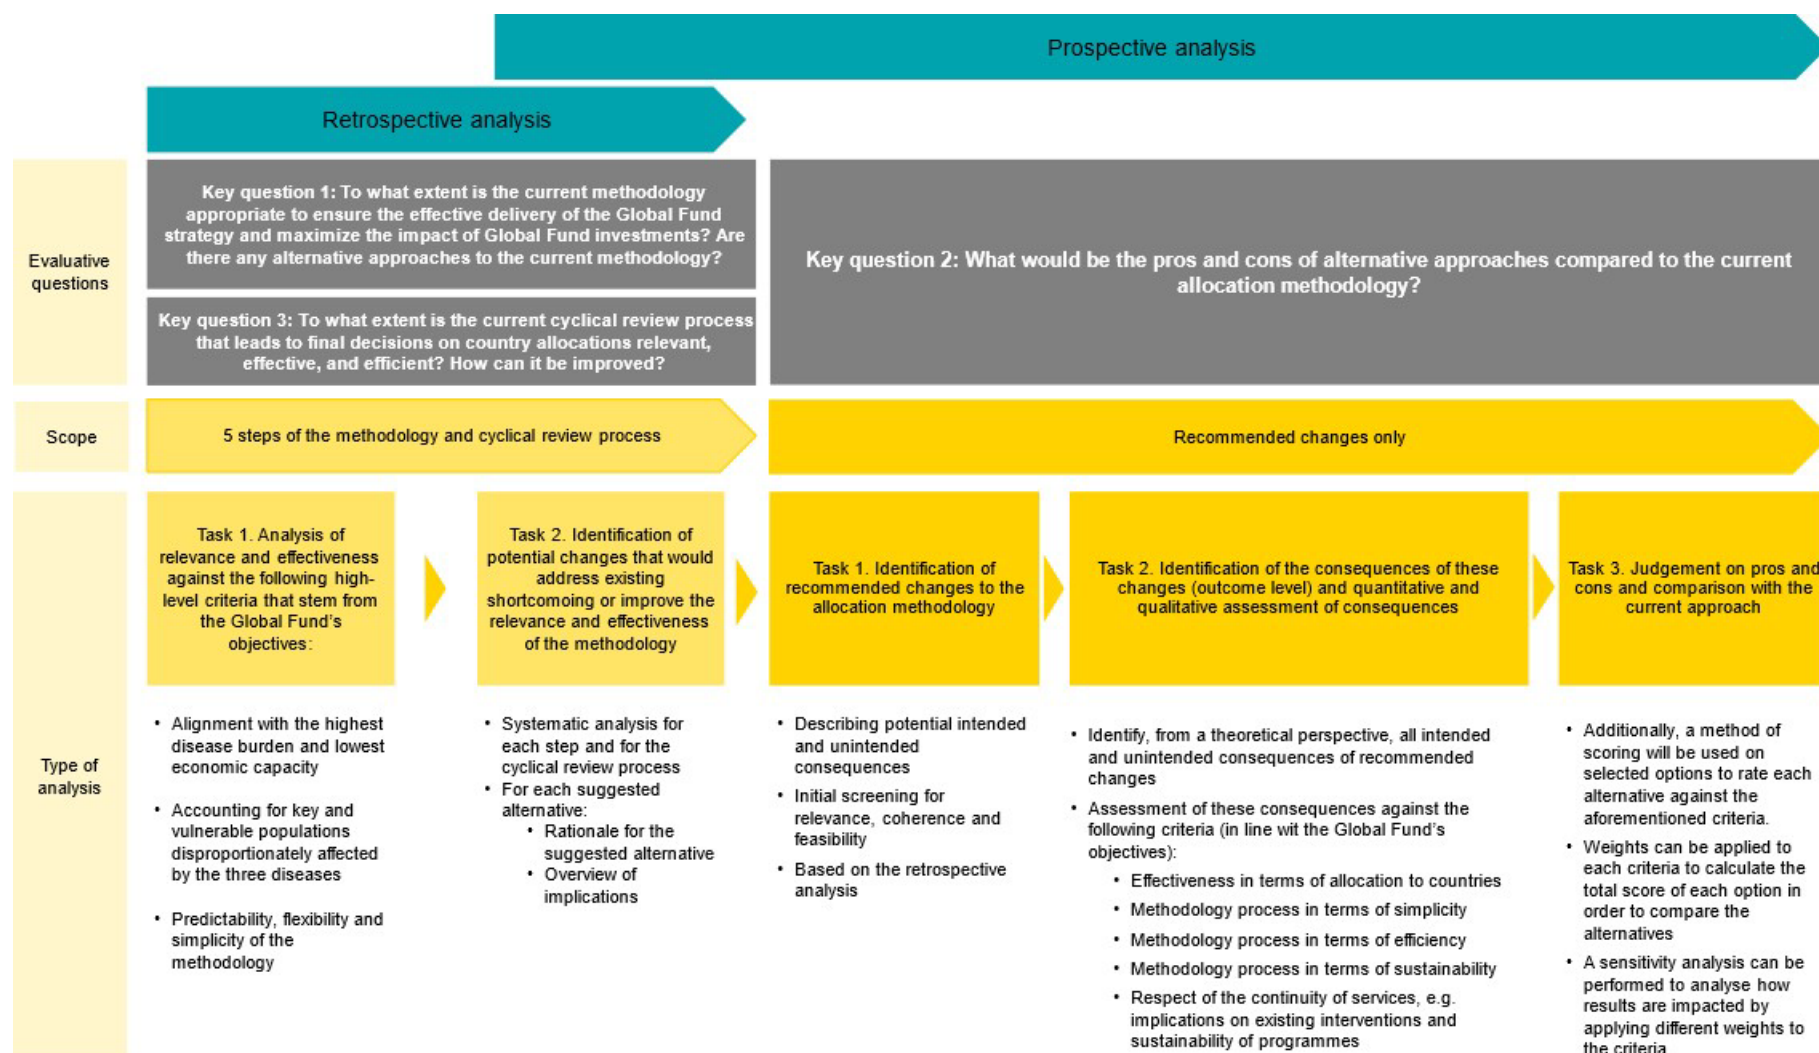 Prospective analysis
Retrospective analysis
Evaluative
questions
Key question 1: To what extent is the current methodology
appropriate to ensure the effective delivery of the Global Fund
strategy and maximize the impact of Global Fund investments? Are
there any alternative approaches to the current methodology?
Key question 3: To what extent is the current cyclical review process
that leads to final decisions on country allocations relevant,
effective, and efficient? How can it be improved?
Key question 2: What would be the pros and cons of alternative approaches compared to the current
allocation methodology?
Scope
5 steps of the methodology and cyclical review process
Recommended changes only
Type of
analysis
Task 1. Analysis of
relevance and effectiveness
against the following high-
level criteria that stem from
the Global Fund's
objectives:
• Alignment with the highest
disease burden and lowest
economic capacity
• Accounting for key and
vulnerable populations
disproportionately affected
by the three diseases
• Predictability, flexibility and
simplicity of the
methodology
Task 2. Identification of
potential changes that would
address existing
shortcomoing or improve the
relevance and effectiveness
of the methodology
• Systematic analysis for
each step and for the
cyclical review process
• For each suggested
alternative:
• Rationale for the
suggested alternative
• Overview of
implications
Task 1. Identification of
recommended changes to the
allocation methodology
• Describing potential intended
and unintended
consequences
• Initial screening for
relevance, coherence and
feasibility
• Based on the retrospective
analysis
Task 2. Identification of the consequences of these
changes (outcome level) and quantitative and
qualitative assessment of consequences
• Identify, from a theoretical perspective, all intended
and unintended consequences of recommended
changes
• Assessment of these consequences against the
following criteria (in line wit the Global Fund's
objectives):
• Effectiveness in terms of allocation to countries
• Methodology process in terms of simplicity
• Methodology process in terms of efficiency
• Methodology process in terms of sustainability
• Respect of the continuity of services, e.g.
implications on existing interventions and
sustainability of programmes
Task 3. Judgement on pros and
cons and comparison with the
current approach
• Additionally, a method of
scoring will be used on
selected options to rate each
alternative against the
aforementioned criteria.
• Weights can be applied to
each criteria to calculate the
total score of each option in
order to compare the
alternatives
• A sensitivity analysis can be
performed to analyse how
results are impacted by
applying different weights to
the criteria